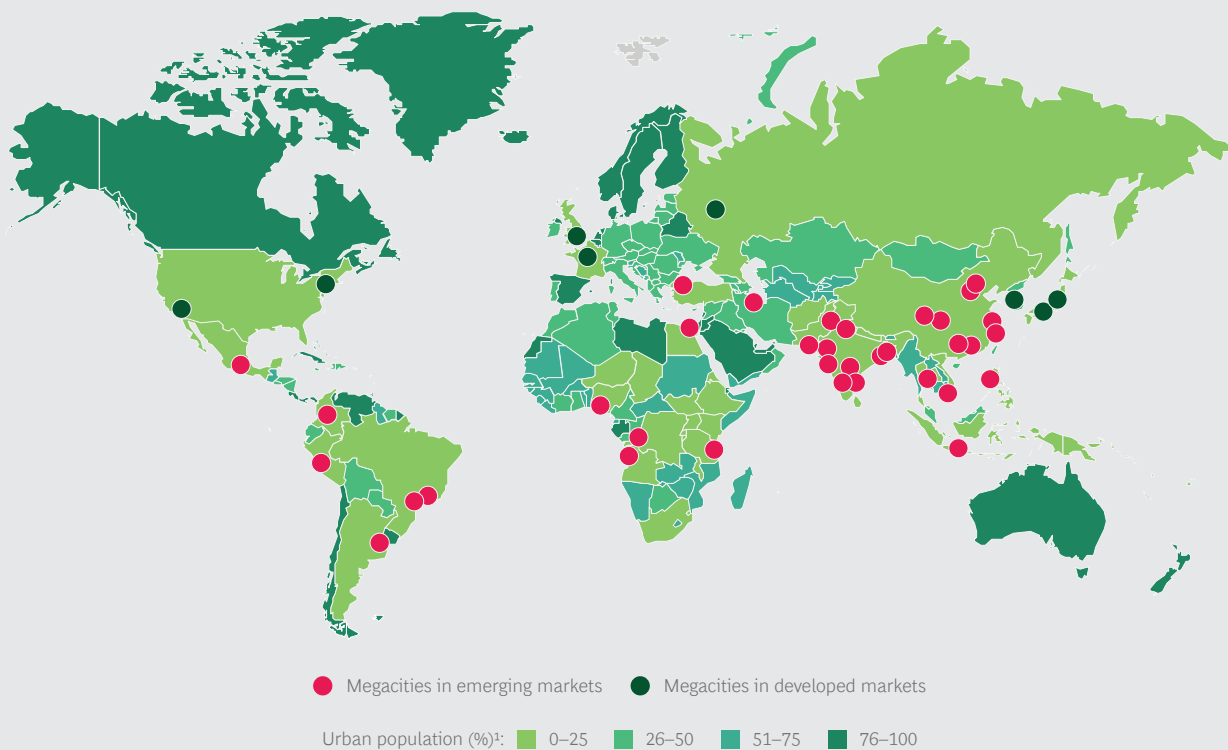 Megacities in emerging markets Megacities in developed markets
Urban population (%)¹: 0–25 26–50 51–75 76–100